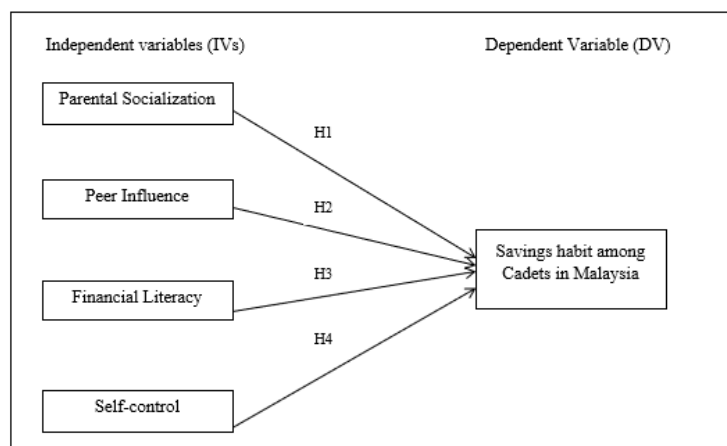 Independent variables (IVs)
Dependent Variable (DV)
Parental Socialization
H1
Peer Influence
H2
Savings habit among
Cadets in Malaysia
H3
Financial Literacy
H4
Self-control